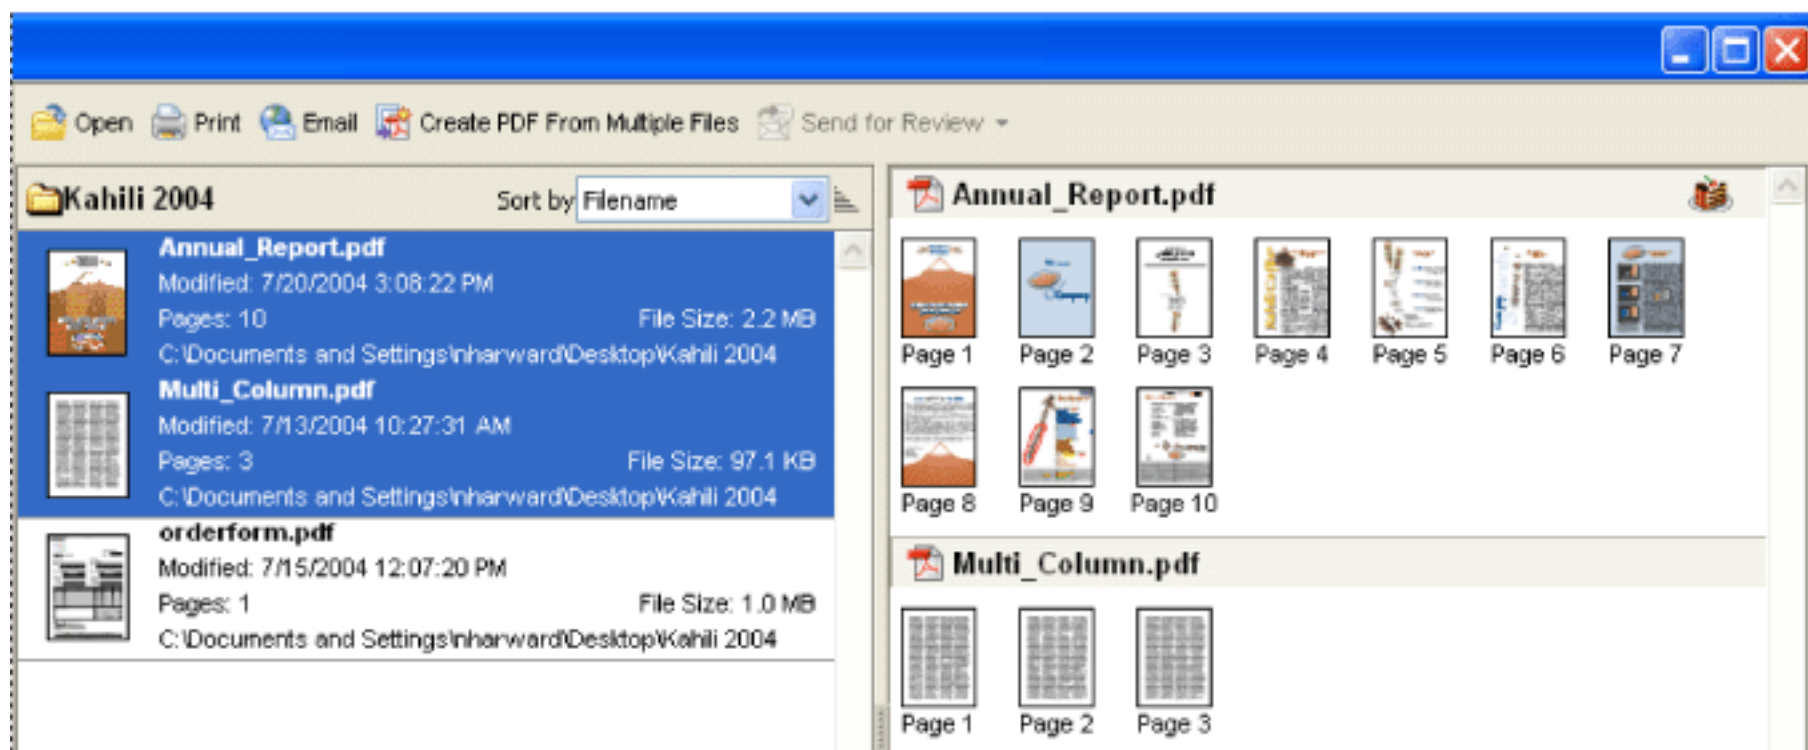 Open Print Email Create PDF From Multiple Files Send for Review
Kahili 2004 Sort by Filename
Annual_Report.pdf
Modified: 7/20/2004 3:08:22 PM
Pages: 10 File Size: 2.2 MB
C:\Documents and Settings\nharward\Desktop\Kahili 2004
Multi_Column.pdf
Modified: 7/13/2004 10:27:31 AM
Pages: 3 File Size: 97.1 KB
C:\Documents and Settings\nharward\Desktop\Kahili 2004
orderform.pdf
Modified: 7/15/2004 12:07:20 PM
Pages: 1 File Size: 1.0 MB
C:\Documents and Settings\nharward\Desktop\Kahili 2004
Annual_Report.pdf
Page 1 Page 2 Page 3 Page 4 Page 5 Page 6 Page 7
Page 8 Page 9 Page 10
Multi_Column.pdf
Page 1 Page 2 Page 3